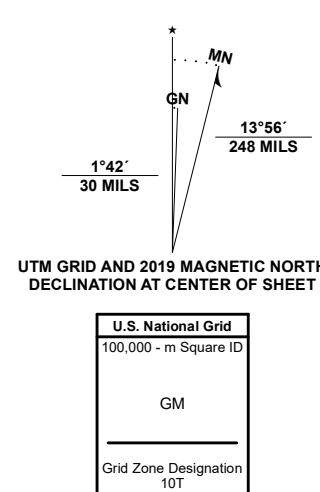 ★
MN
GN
13°56´
248 MILS
1°42´
30 MILS
UTM GRID AND 2019 MAGNETIC NORTH
DECLINATION AT CENTER OF SHEET
U.S. National Grid
100,000 - m Square ID
GM
Grid Zone Designation
10T